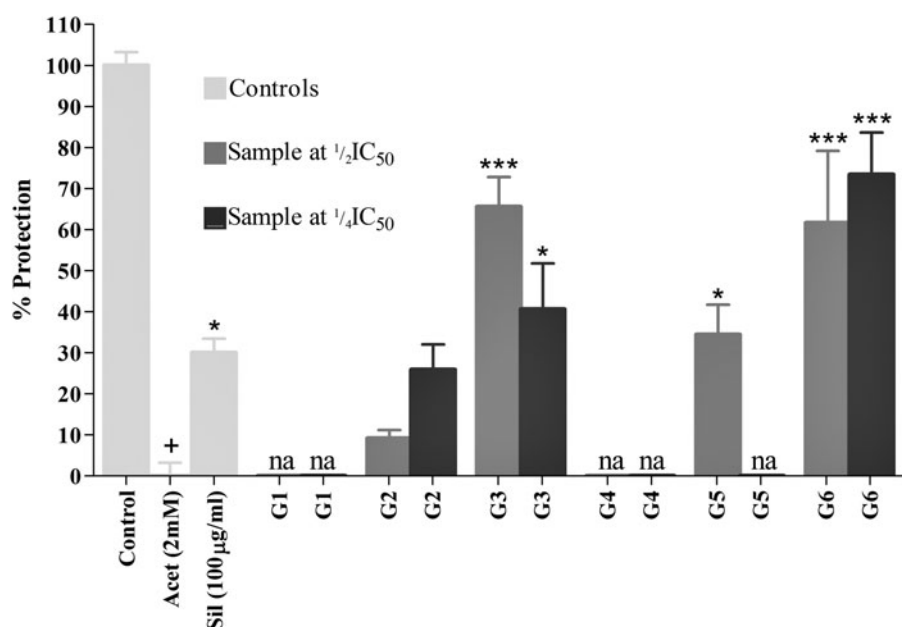 % Protection
110
100
90
80
70
60
50
40
30
20
10
0
Controls
Sample at 1/2IC50
Sample at 1/4IC50
+
*
na
na
***
*
na
na
*
na
***
***
Control
Acet (2mM)
Sil (100µg/ml)
G1
G1
G2
G2
G3
G3
G4
G4
G5
G5
G6
G6